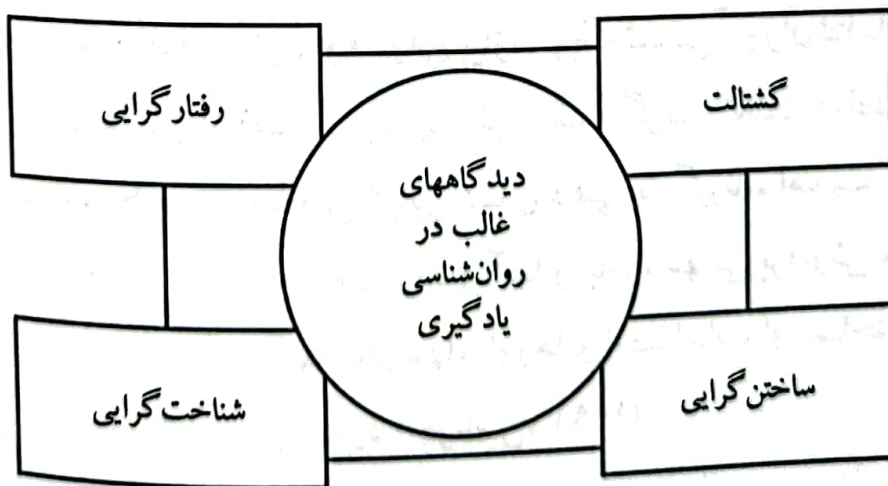 گشتالت
رفتارگرایی
دیدگاههای
غالب در
روان‌شناسی
یادگیری
ساختن‌گرایی
شناخت‌گرایی